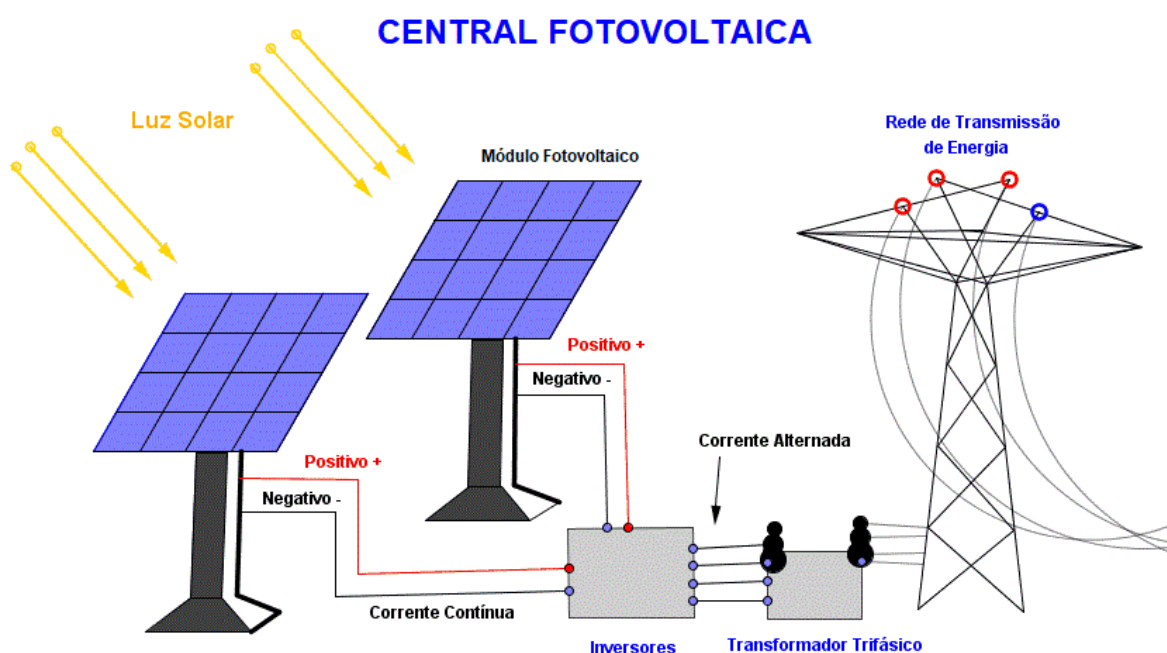 CENTRAL FOTOVOLTAICA
Luz Solar
Módulo Fotovoltaico
Rede de Transmissão
de Energia
Positivo +
Negativo -
Positivo +
Negativo -
Corrente Alternada
Corrente Contínua
Inversores
Transformador Trifásico